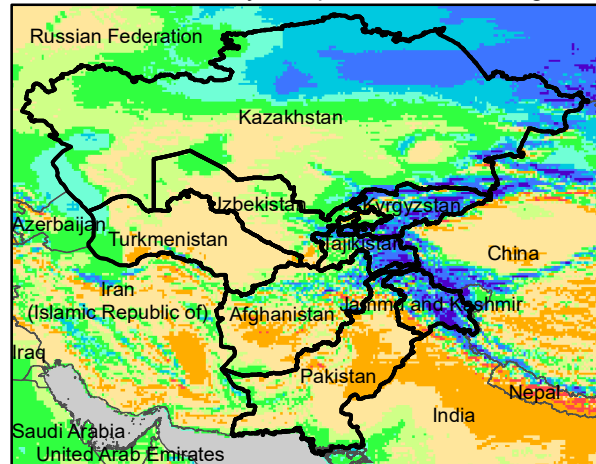 Russian Federation
Kazakhstan
Uzbekistan
Kyrgyzstan
Azerbaijan
Turkmenistan
Tajikistan
China
Iran
(Islamic Republic of)
Afghanistan
Jammu and Kashmir
Iraq
Pakistan
Nepal
India
Saudi Arabia
United Arab Emirates